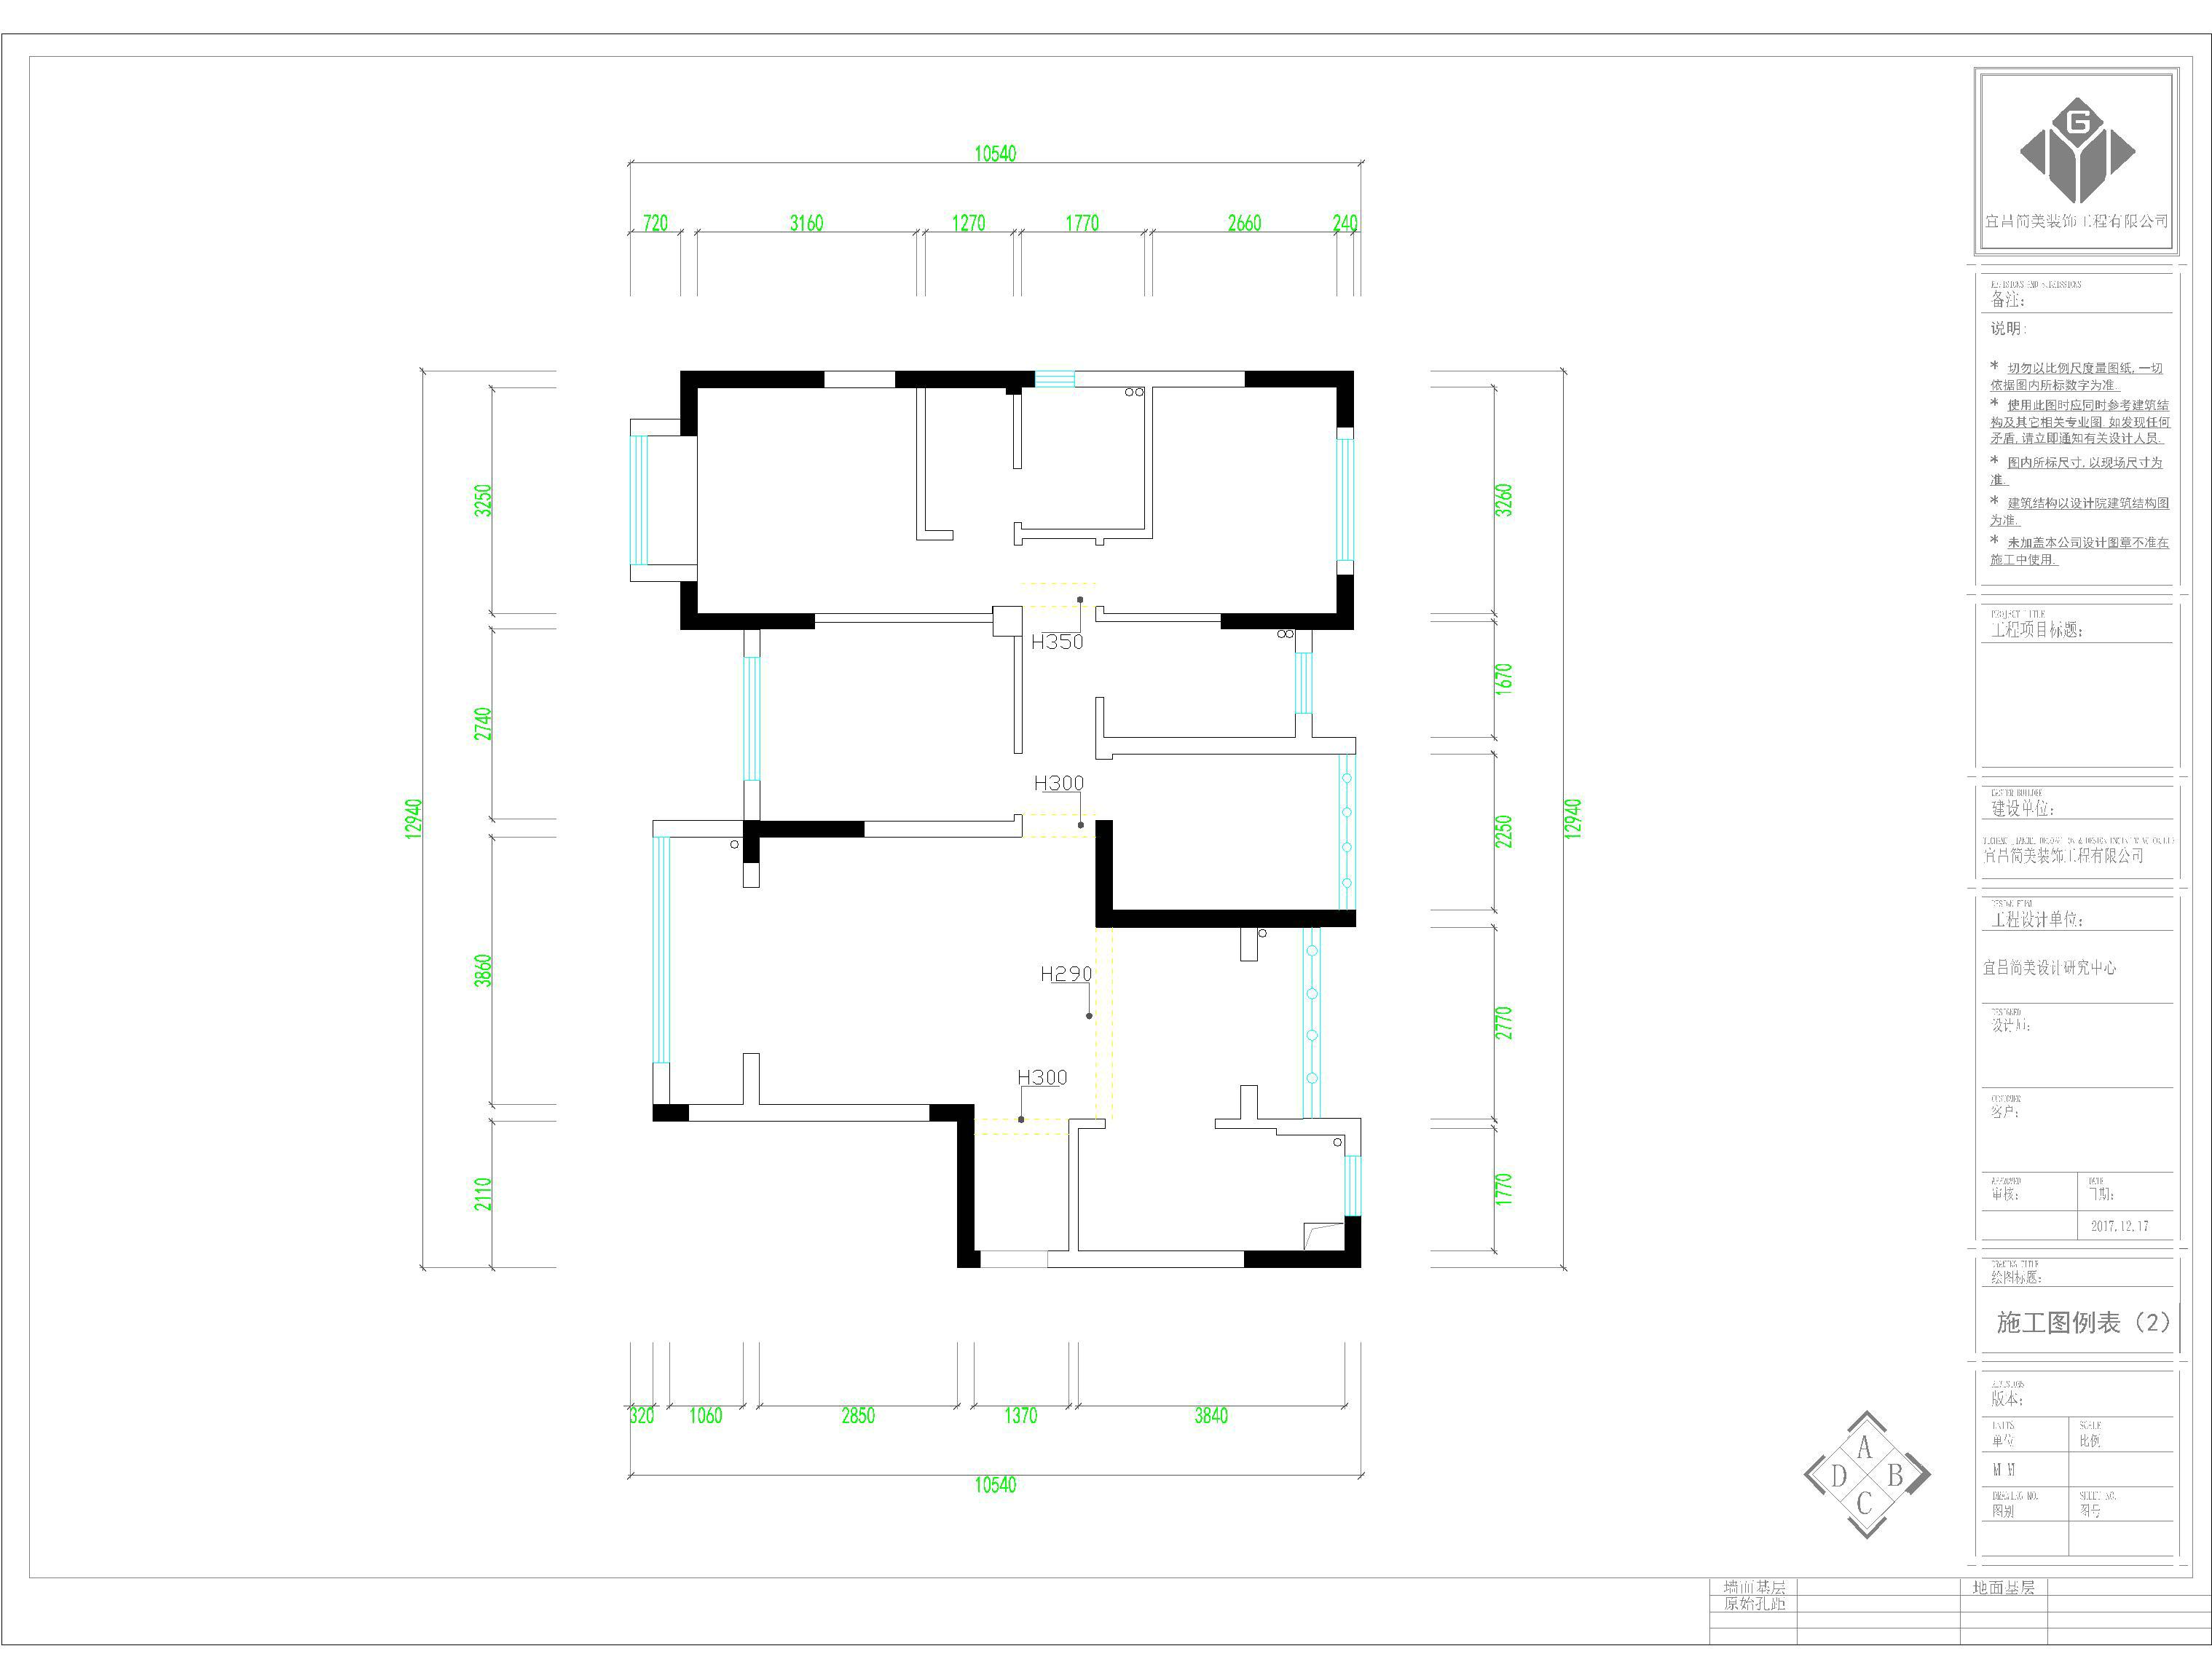 10540
720 3160 1270 1770 2660 240
3250
3260
H350
1670
2740
H300
12940
12940
2250
H290
3860
2770
H300
2110
1770
320 1060 2850 1370 3840
10540
G
宜昌简美装饰工程有限公司
备注:
说明:
* 切勿以比例尺度量图纸,一切
依据图内所标数字为准.
* 使用此图时应同时参考建筑结
构及其它相关专业图.如发现任何
矛盾,请立即通知有关设计人员.
* 图内所标尺寸,以现场尺寸为
准.
* 建筑结构以设计院建筑结构图
为准.
* 未加盖本公司设计图章不准在
施工中使用.
PROJECT TITLE
工程项目标题:
建设单位:
宜昌简美装饰工程有限公司
工程设计单位:
宜昌简美设计研究中心
DESIGNED
设计师:
CUSTOMER
客户:
APPROVED DATE
审核: 日期:
2017.12.17
DRAWING TITLE
绘图标题:
施工图例表（2）
版本:
UNITS SCALE
单位 比例
M M
DRAWING NO. SHEET NO.
图别 图号
A
D B
C
墙面基层 地面基层
原始孔距